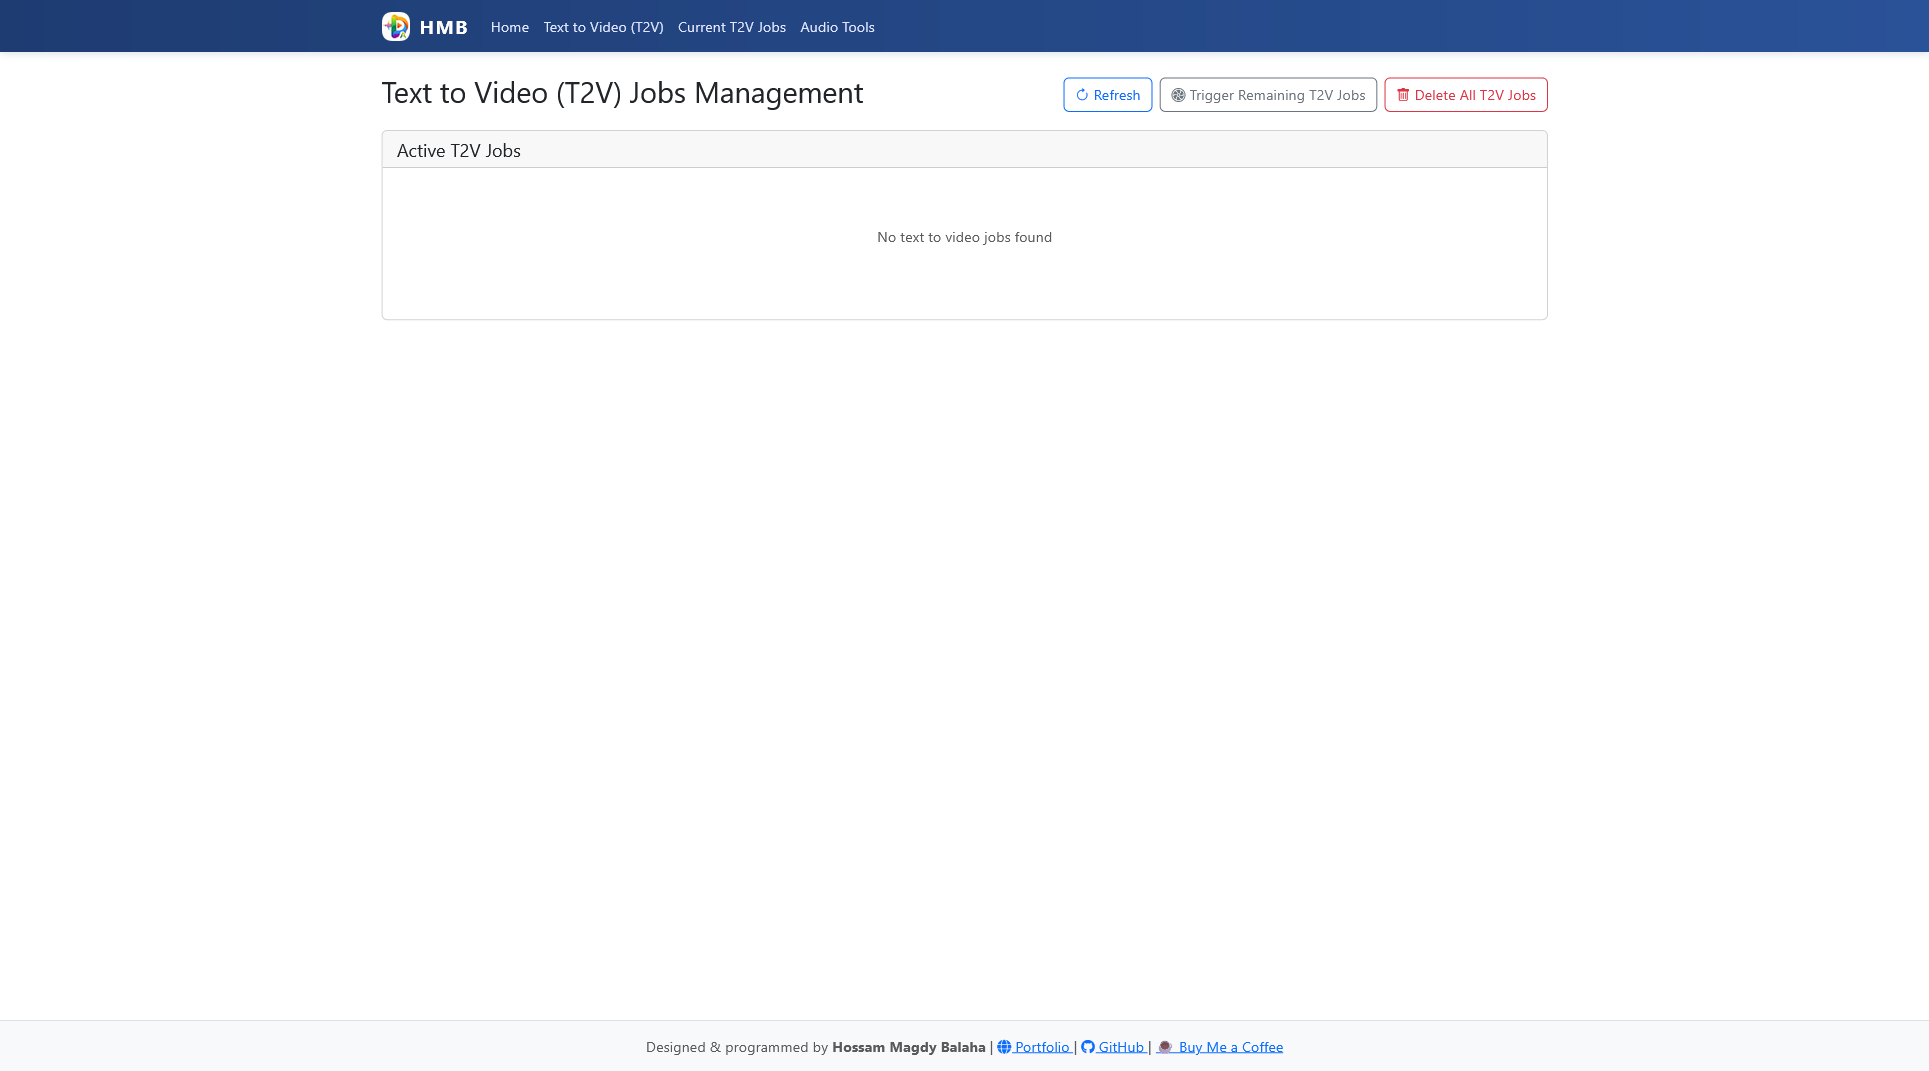 HMB Home Text to Video (T2V) Current T2V Jobs Audio Tools
Text to Video (T2V) Jobs Management Refresh Trigger Remaining T2V Jobs Delete All T2V Jobs
Active T2V Jobs
No text to video jobs found
Designed & programmed by Hossam Magdy Balaha | Portfolio | GitHub | Buy Me a Coffee